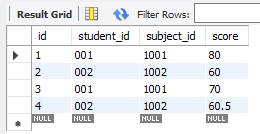 Result Grid Filter Rows:
id student_id subject_id score
1 001 1001 80
2 002 1002 60
3 001 1001 70
4 002 1002 60.5
NULL NULL NULL NULL